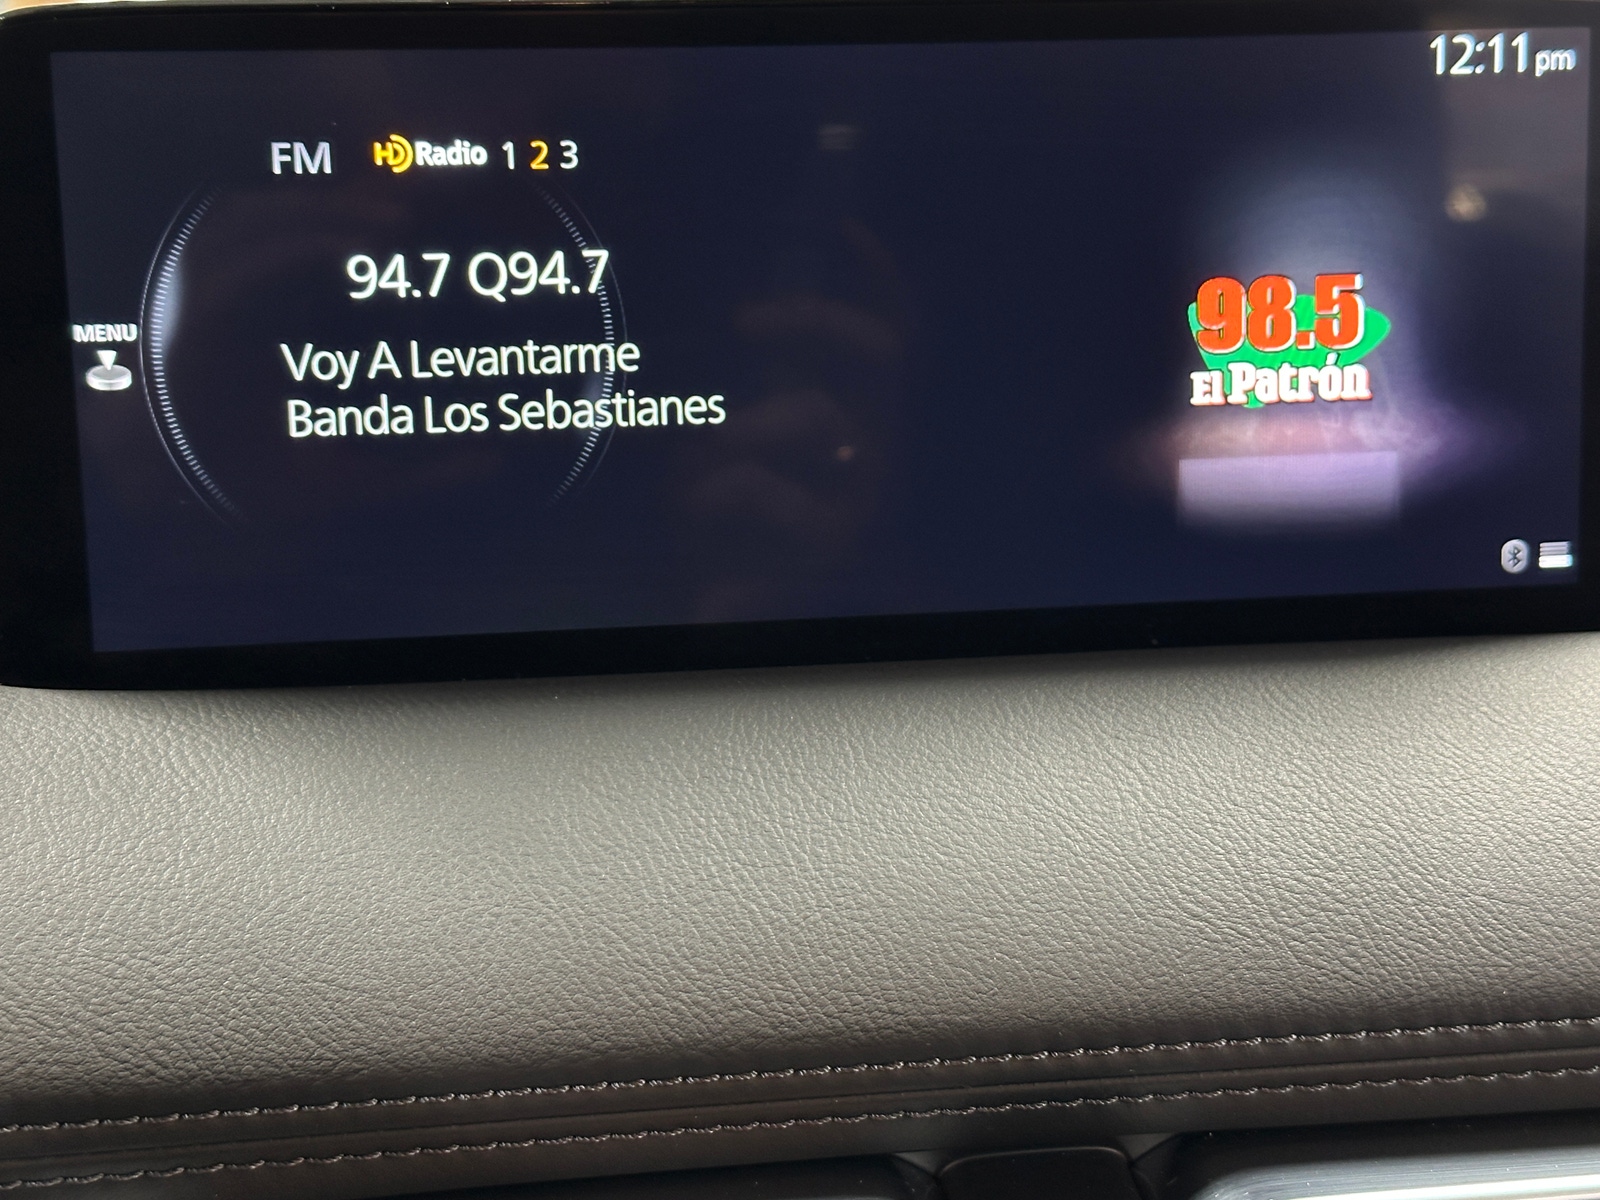 12:11 pm
FM HD Radio 1 2 3
94.7 Q94.7
MENU
Voy A Levantarme
Banda Los Sebastianes
98.5
El Patrón